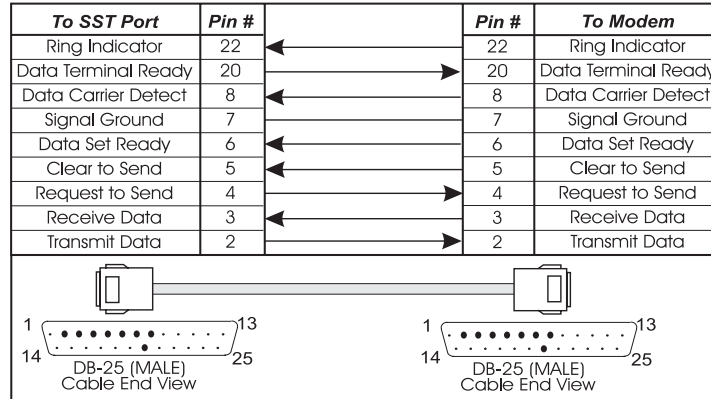 To SST Port Pin # Pin # To Modem
Ring Indicator 22 22 Ring Indicator
Data Terminal Ready 20 20 Data Terminal Ready
Data Carrier Detect 8 8 Data Carrier Detect
Signal Ground 7 7 Signal Ground
Data Set Ready 6 6 Data Set Ready
Clear to Send 5 5 Clear to Send
Request to Send 4 4 Request to Send
Receive Data 3 3 Receive Data
Transmit Data 2 2 Transmit Data
1 13 1 13
14 25 14 25
DB-25 (MALE) DB-25 (MALE)
Cable End View Cable End View